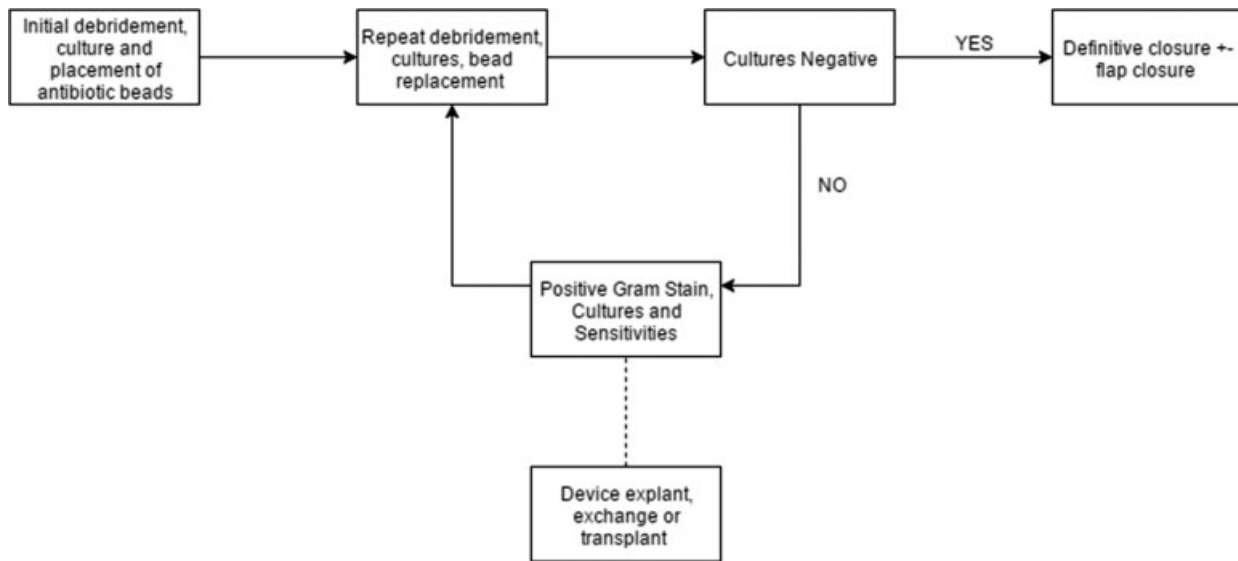 Initial debridement,
culture and
placement of
antibiotic beads
Repeat debridement,
cultures, bead
replacement
Cultures Negative
YES
Definitive closure +-
flap closure
NO
Positive Gram Stain,
Cultures and
Sensitivities
Device explant,
exchange or
transplant